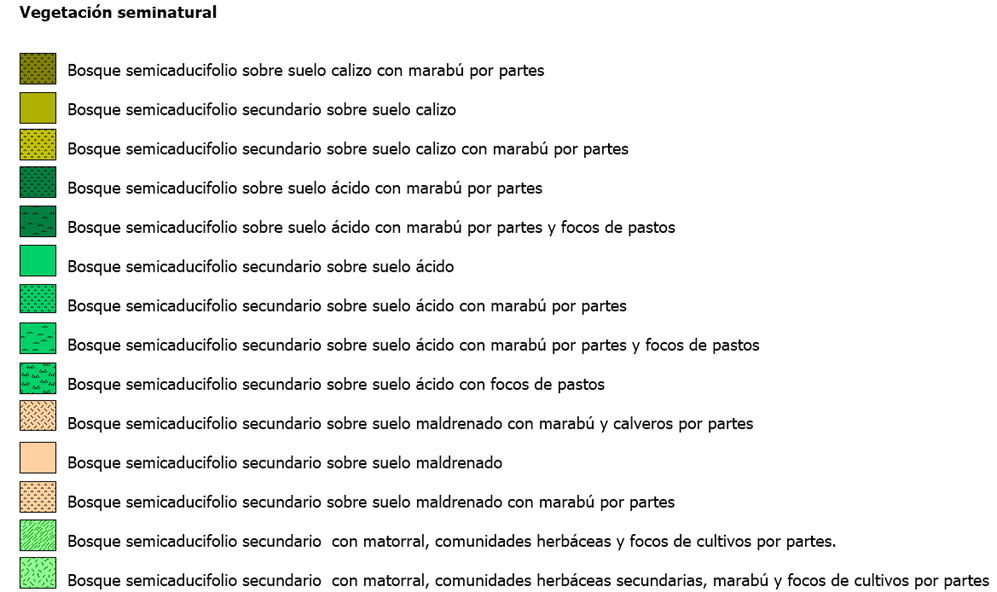 Vegetación seminatural
Bosque semicaducifolio sobre suelo calizo con marabú por partes
Bosque semicaducifolio secundario sobre suelo calizo
Bosque semicaducifolio secundario sobre suelo calizo con marabú por partes
Bosque semicaducifolio sobre suelo ácido con marabú por partes
Bosque semicaducifolio sobre suelo ácido con marabú por partes y focos de pastos
Bosque semicaducifolio secundario sobre suelo ácido
Bosque semicaducifolio secundario sobre suelo ácido con marabú por partes
Bosque semicaducifolio secundario sobre suelo ácido con marabú por partes y focos de pastos
Bosque semicaducifolio secundario sobre suelo ácido con focos de pastos
Bosque semicaducifolio secundario sobre suelo maldrenado con marabú y calveros por partes
Bosque semicaducifolio secundario sobre suelo maldrenado
Bosque semicaducifolio secundario sobre suelo maldrenado con marabú por partes
Bosque semicaducifolio secundario  con matorral, comunidades herbáceas y focos de cultivos por partes.
Bosque semicaducifolio secundario  con matorral, comunidades herbáceas secundarias, marabú y focos de cultivos por partes